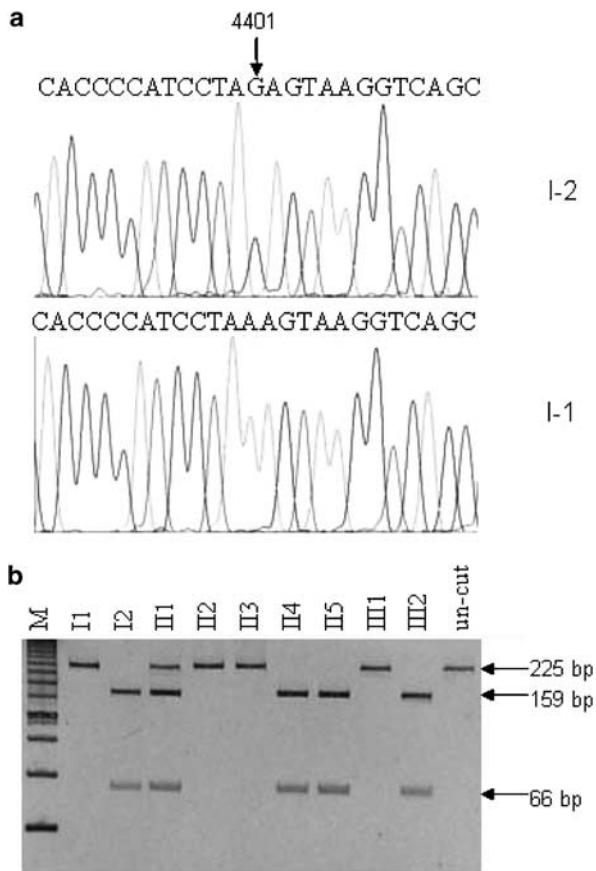 a
4401
CACCCCATCCTAGAGTAAGGTCAGC
I-2
CACCCCATCCTAAAGTAAGGTCAGC
I-1
b
M I1 I2 II1 II2 II3 II4 II5 III1 III2 un-cut
225 bp
159 bp
66 bp